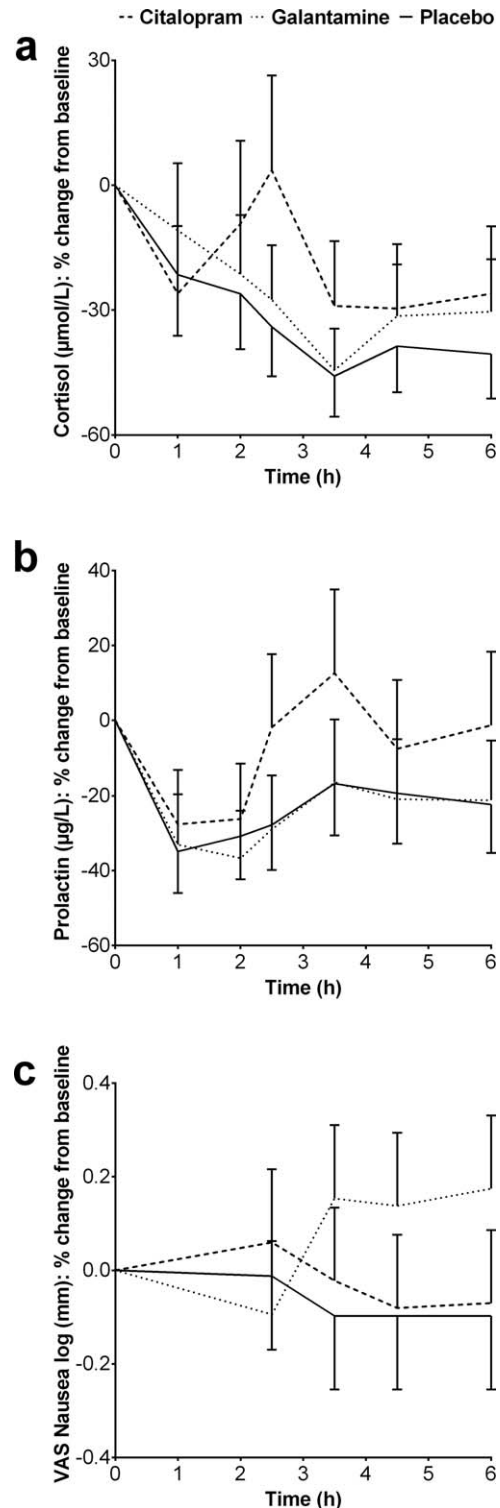 Citalopram Galantamine Placebo
a
Cortisol (µmol/L): % change from baseline
30
0
-30
-60
0 1 2 3 4 5 6
Time (h)
b
Prolactin (µg/L): % change from baseline
40
20
0
-20
-40
-60
0 1 2 3 4 5 6
Time (h)
c
VAS Nausea log (mm): % change from baseline
0.4
0.2
0.0
-0.2
-0.4
0 1 2 3 4 5 6
Time (h)